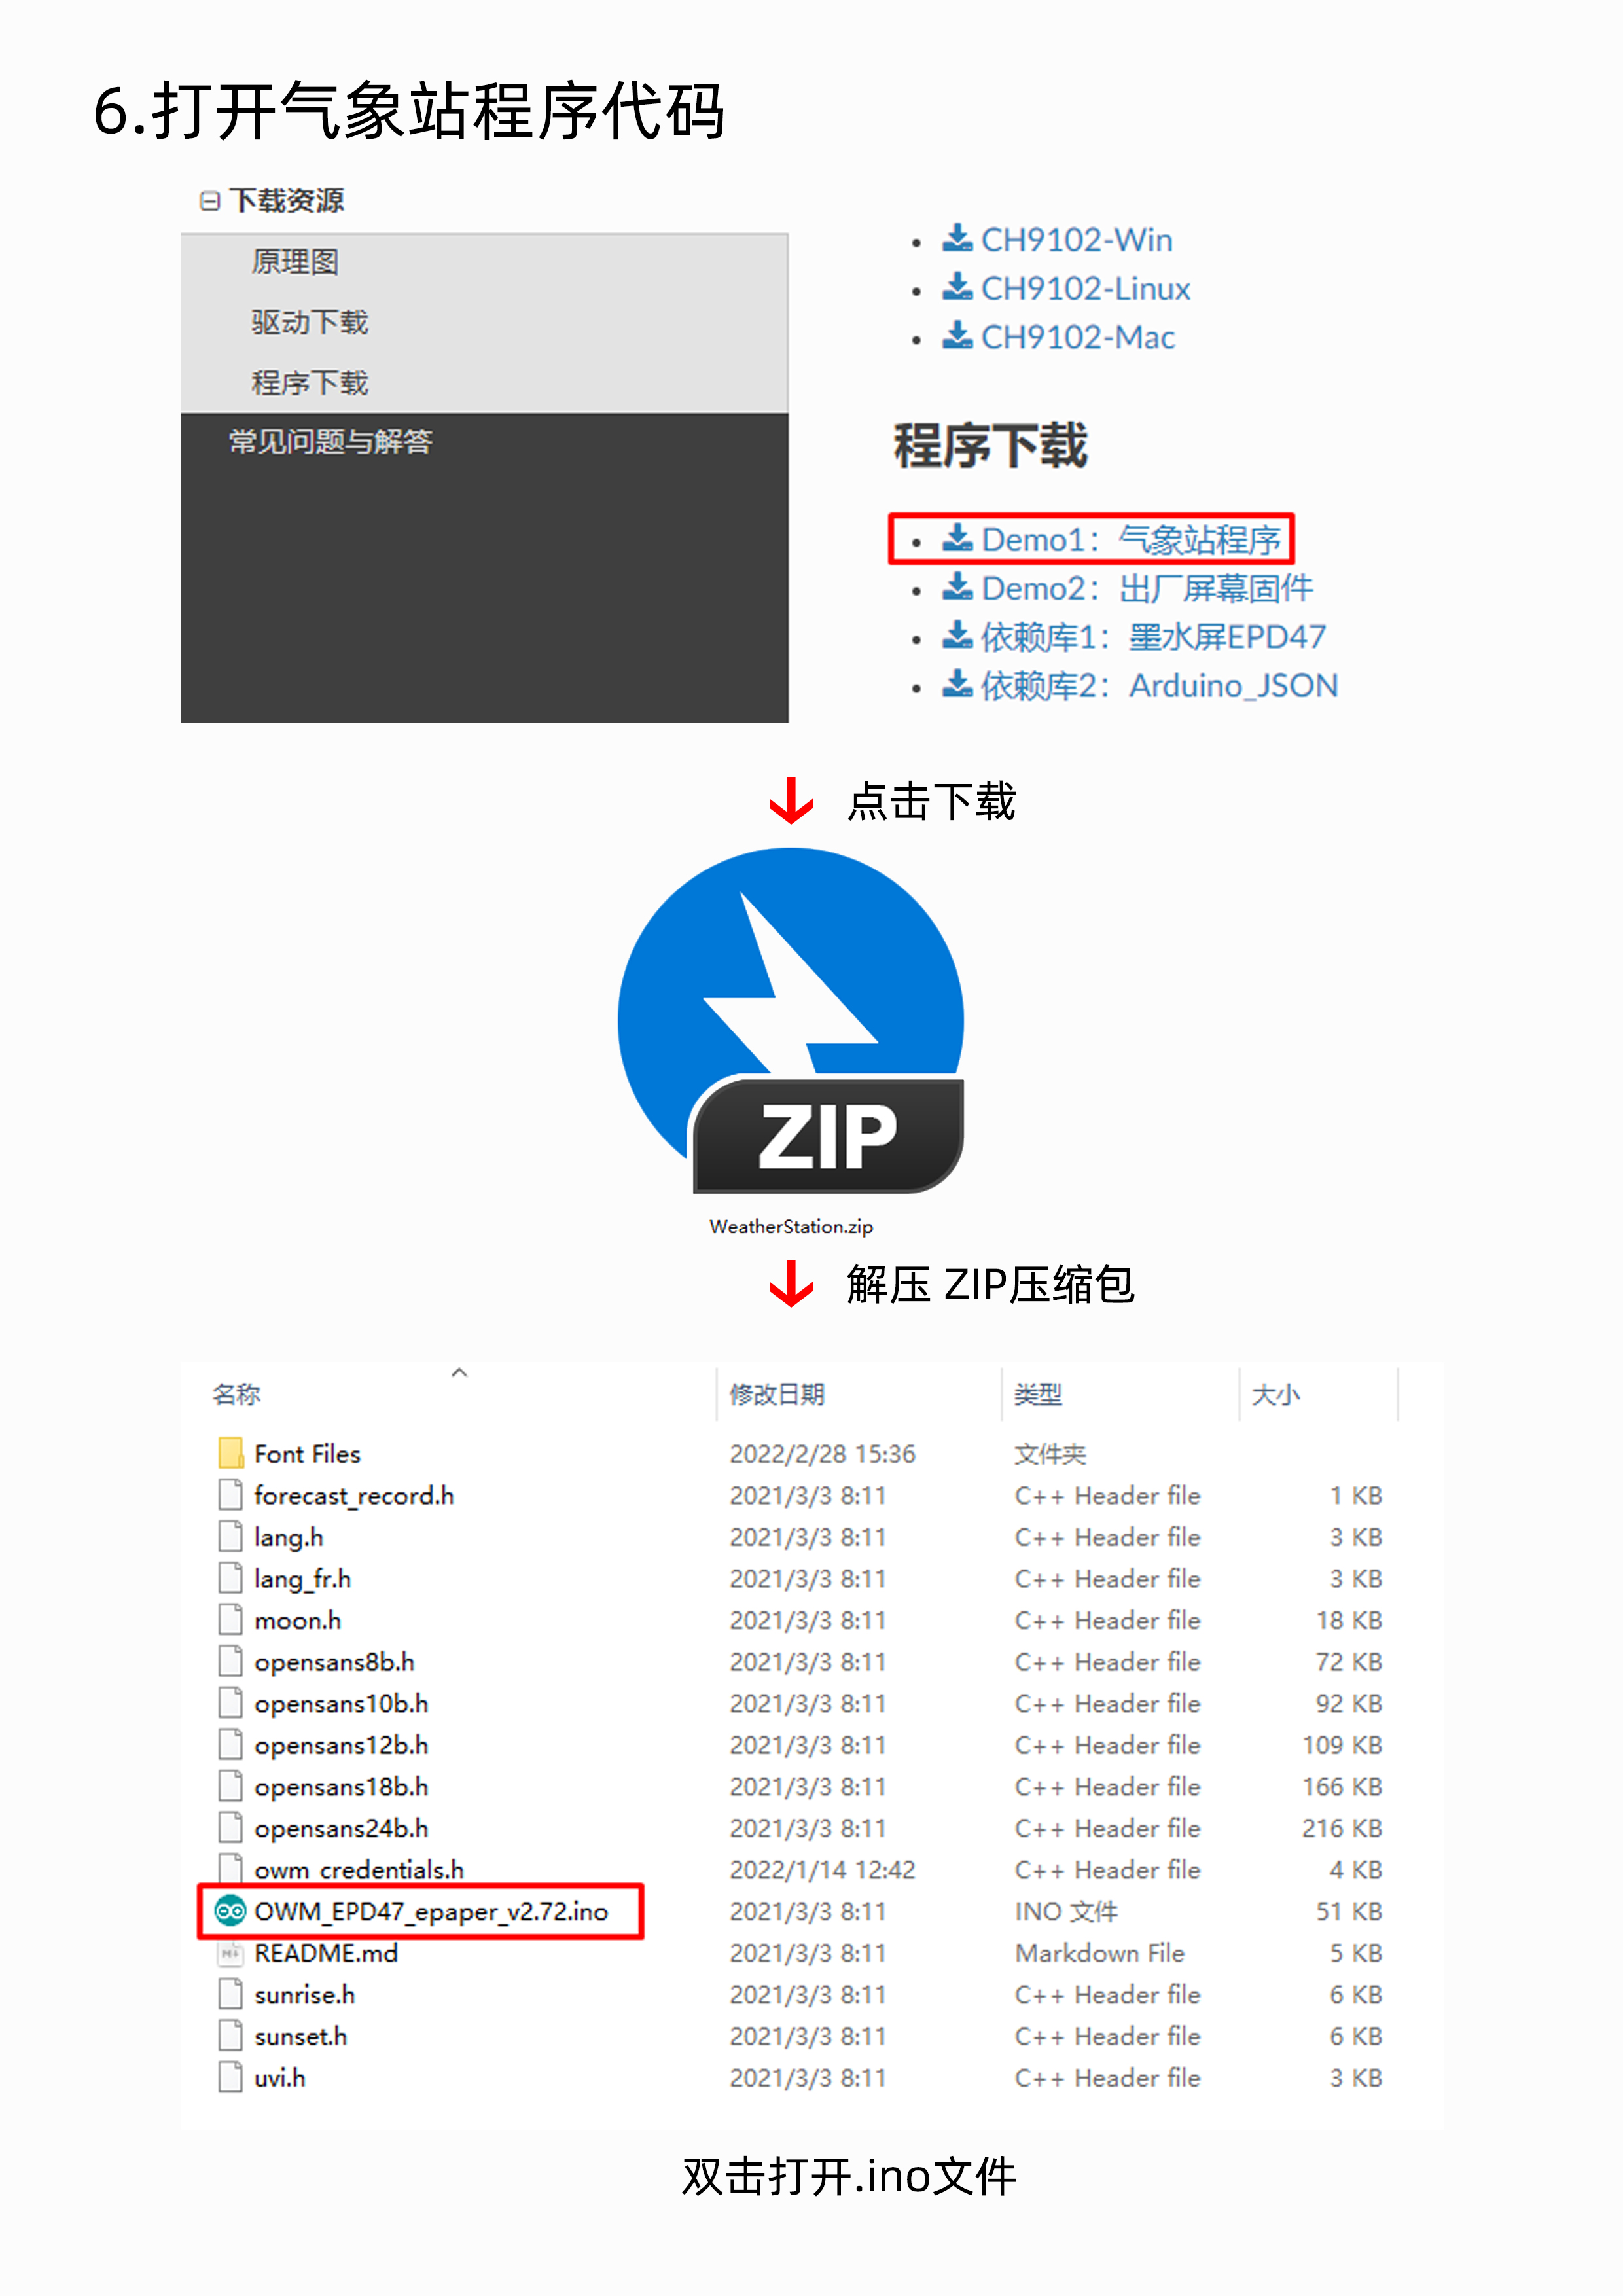 6.打开气象站程序代码
下载资源
原理图
驱动下载
程序下载
常见问题与解答
CH9102-Win
CH9102-Linux
CH9102-Mac
程序下载
Demo1：气象站程序
Demo2：出厂屏幕固件
依赖库1：墨水屏EPD47
依赖库2：Arduino_JSON
点击下载
ZIP
WeatherStation.zip
解压 ZIP压缩包
名称 修改日期 类型 大小
Font Files 2022/2/28 15:36 文件夹
forecast_record.h 2021/3/3 8:11 C++ Header file 1 KB
lang.h 2021/3/3 8:11 C++ Header file 3 KB
lang_fr.h 2021/3/3 8:11 C++ Header file 3 KB
moon.h 2021/3/3 8:11 C++ Header file 18 KB
opensans8b.h 2021/3/3 8:11 C++ Header file 72 KB
opensans10b.h 2021/3/3 8:11 C++ Header file 92 KB
opensans12b.h 2021/3/3 8:11 C++ Header file 109 KB
opensans18b.h 2021/3/3 8:11 C++ Header file 166 KB
opensans24b.h 2021/3/3 8:11 C++ Header file 216 KB
owm_credentials.h 2022/1/14 12:42 C++ Header file 4 KB
OWM_EPD47_epaper_v2.72.ino 2021/3/3 8:11 INO 文件 51 KB
README.md 2021/3/3 8:11 Markdown File 5 KB
sunrise.h 2021/3/3 8:11 C++ Header file 6 KB
sunset.h 2021/3/3 8:11 C++ Header file 6 KB
uvi.h 2021/3/3 8:11 C++ Header file 3 KB
双击打开.ino文件